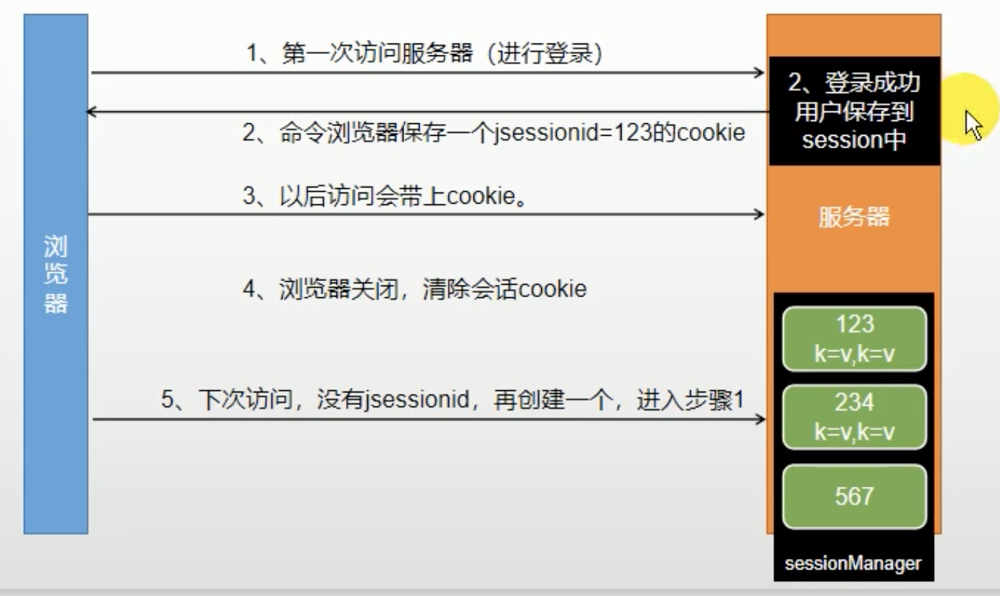 1、第一次访问服务器（进行登录）
2、登录成功
用户保存到
session中
2、命令浏览器保存一个jsessionid=123的cookie
3、以后访问会带上cookie。
服务器
浏
览
器
4、浏览器关闭，清除会话cookie
123
k=v,k=v
5、下次访问，没有jsessionid，再创建一个，进入步骤1
234
k=v,k=v
567
sessionManager